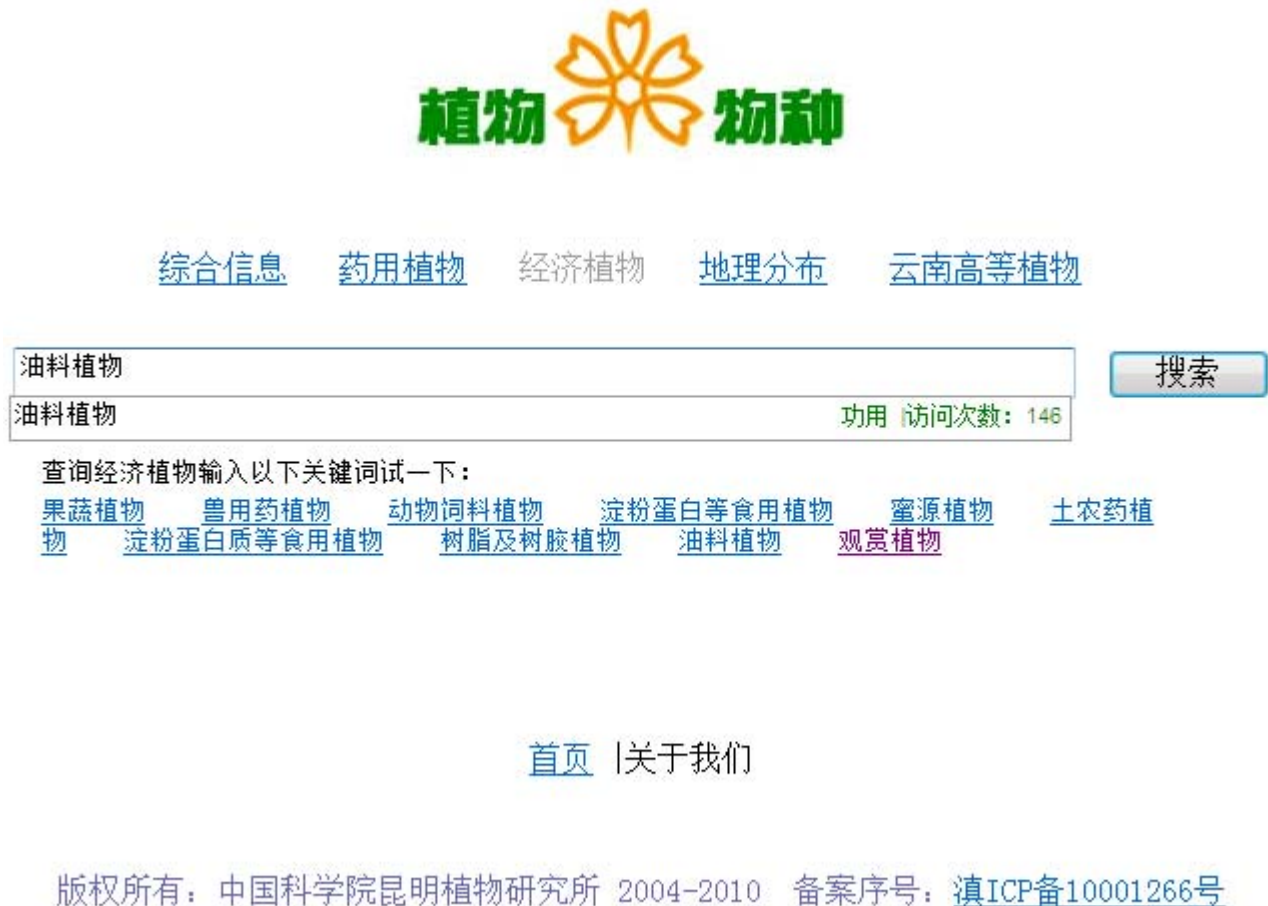 植物 物种
综合信息 药用植物 经济植物 地理分布 云南高等植物
油料植物 搜索
油料植物 功用 |访问次数: 146
查询经济植物输入以下关键词试一下:
果蔬植物 兽用药植物 动物饲料植物 淀粉蛋白等食用植物 蜜源植物 土农药植
物 淀粉蛋白质等食用植物 树脂及树胶植物 油料植物 观赏植物
首页 |关于我们
版权所有: 中国科学院昆明植物研究所 2004-2010 备案序号: 滇ICP备10001266号